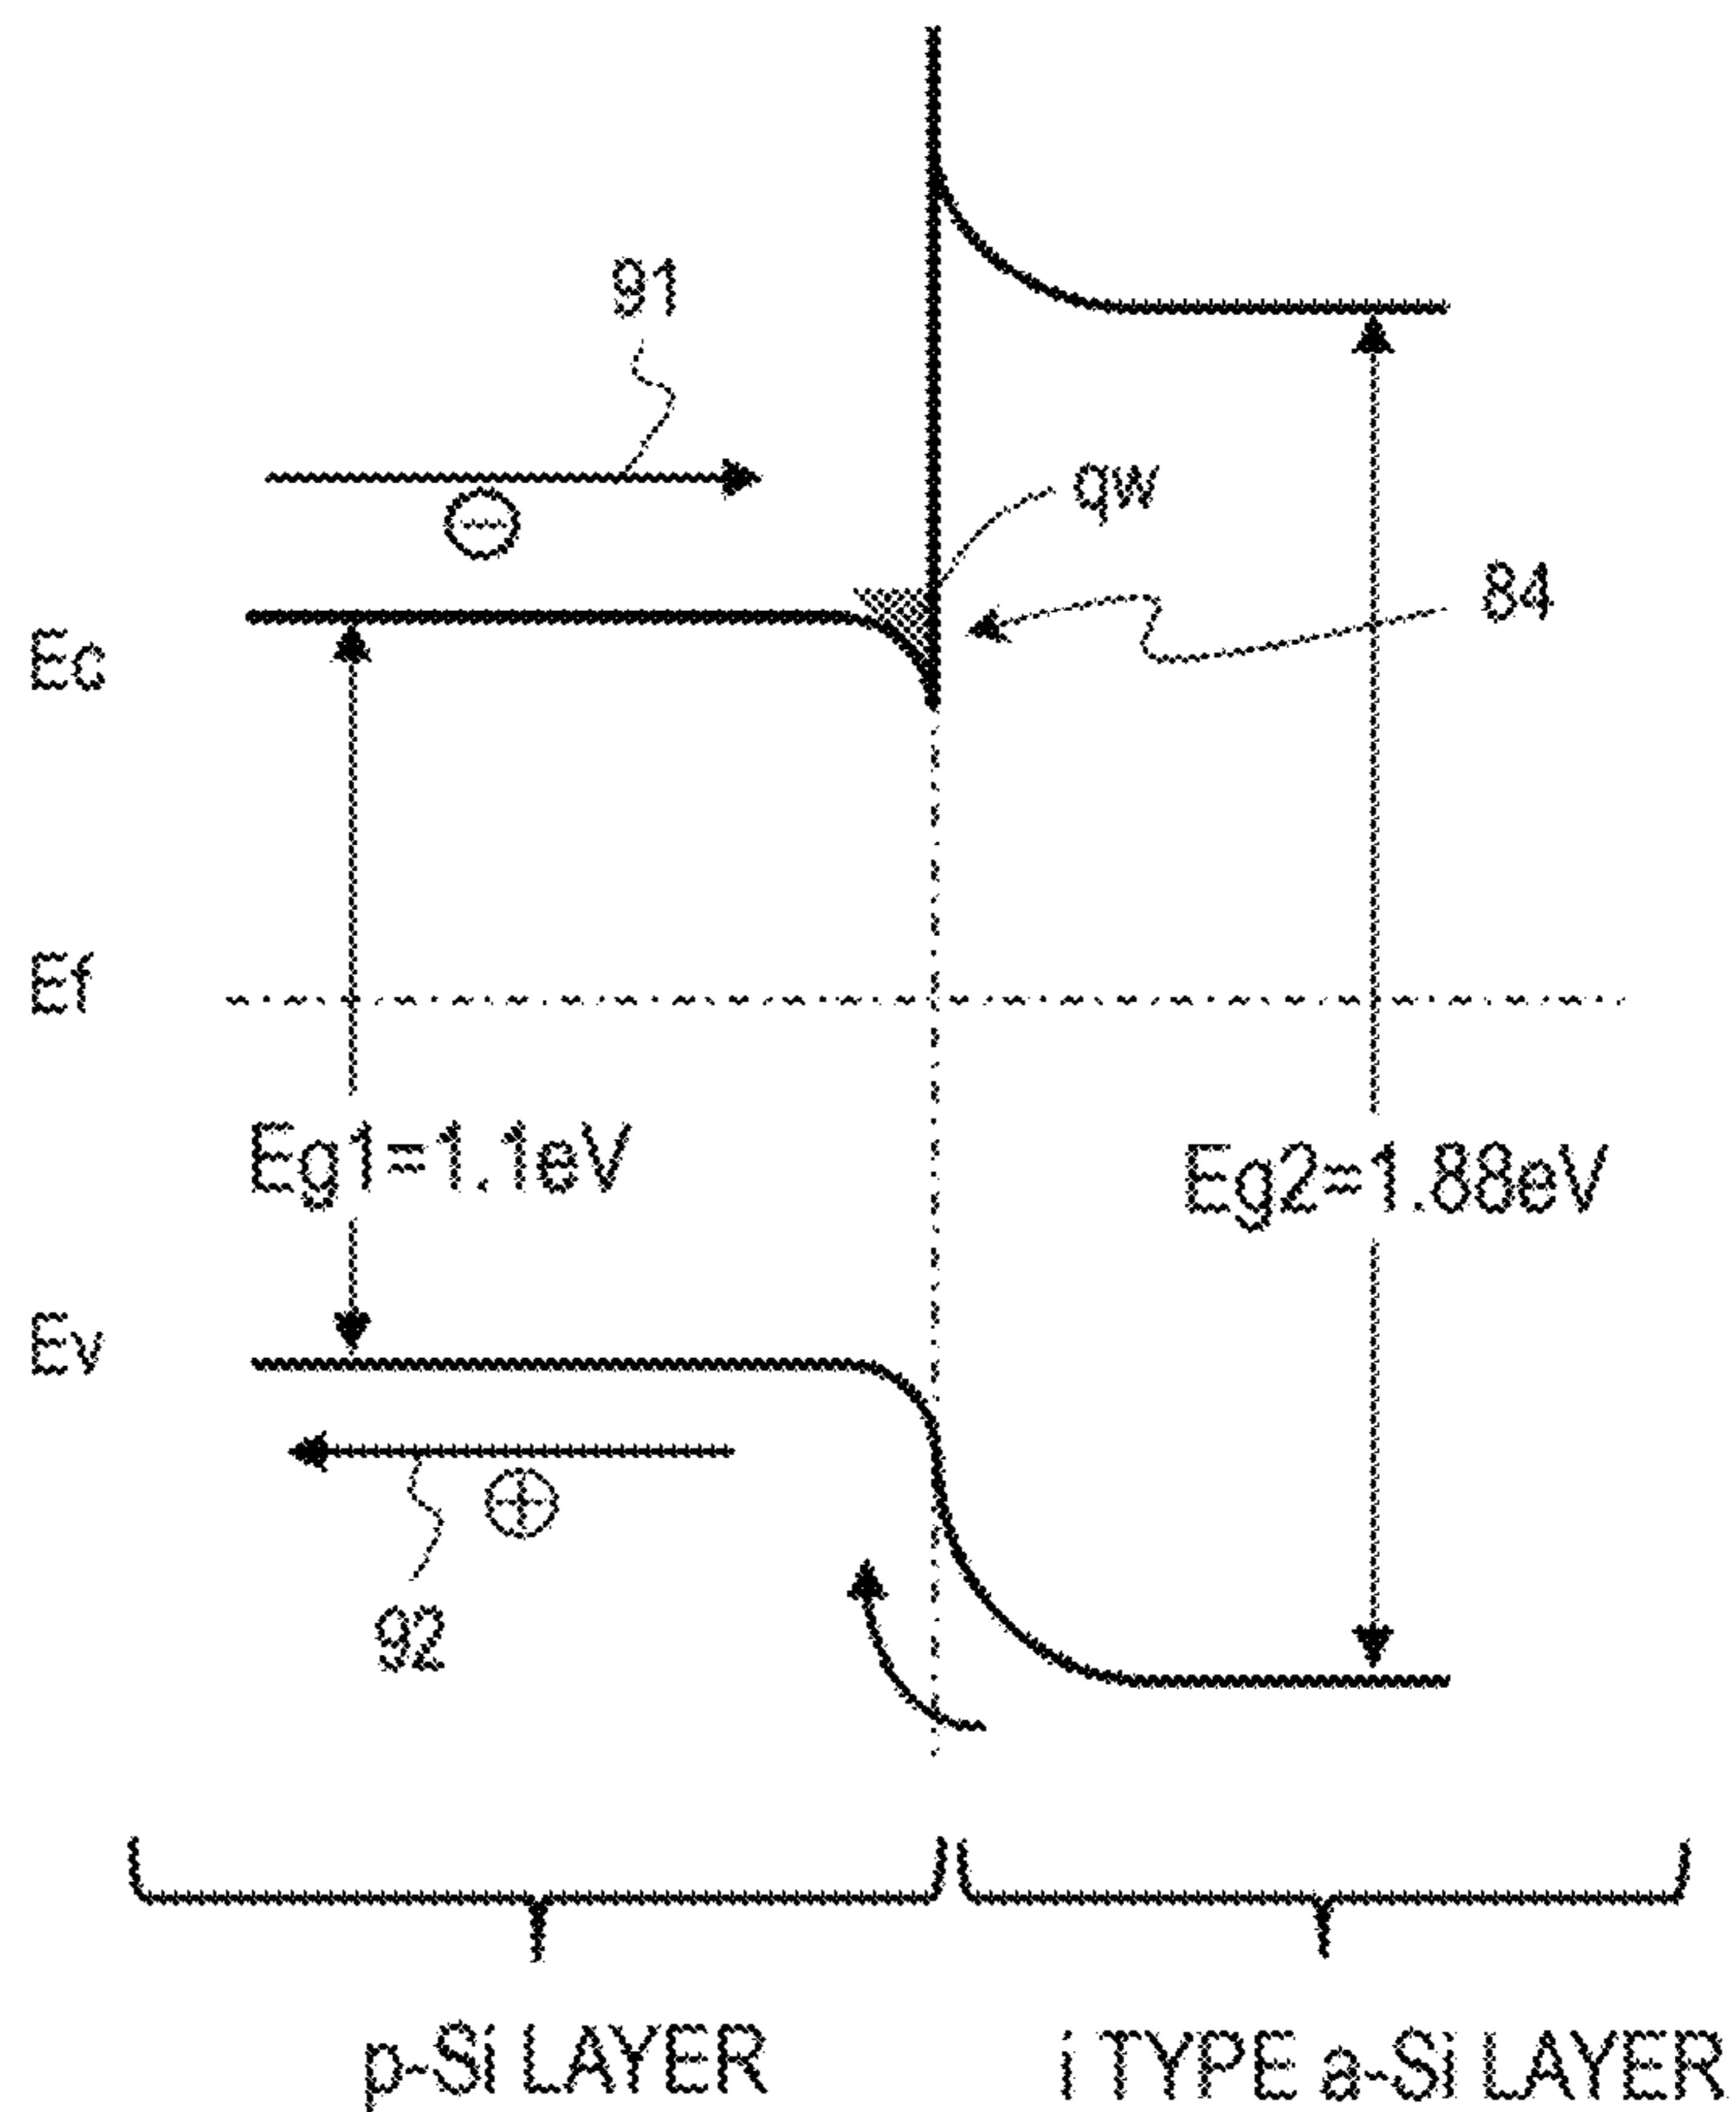 91
qw
84
Ec
Ef
Eg1=1.1eV
Eg2=1.88eV
Ev
92
p-Si LAYER
i TYPE a-Si LAYER